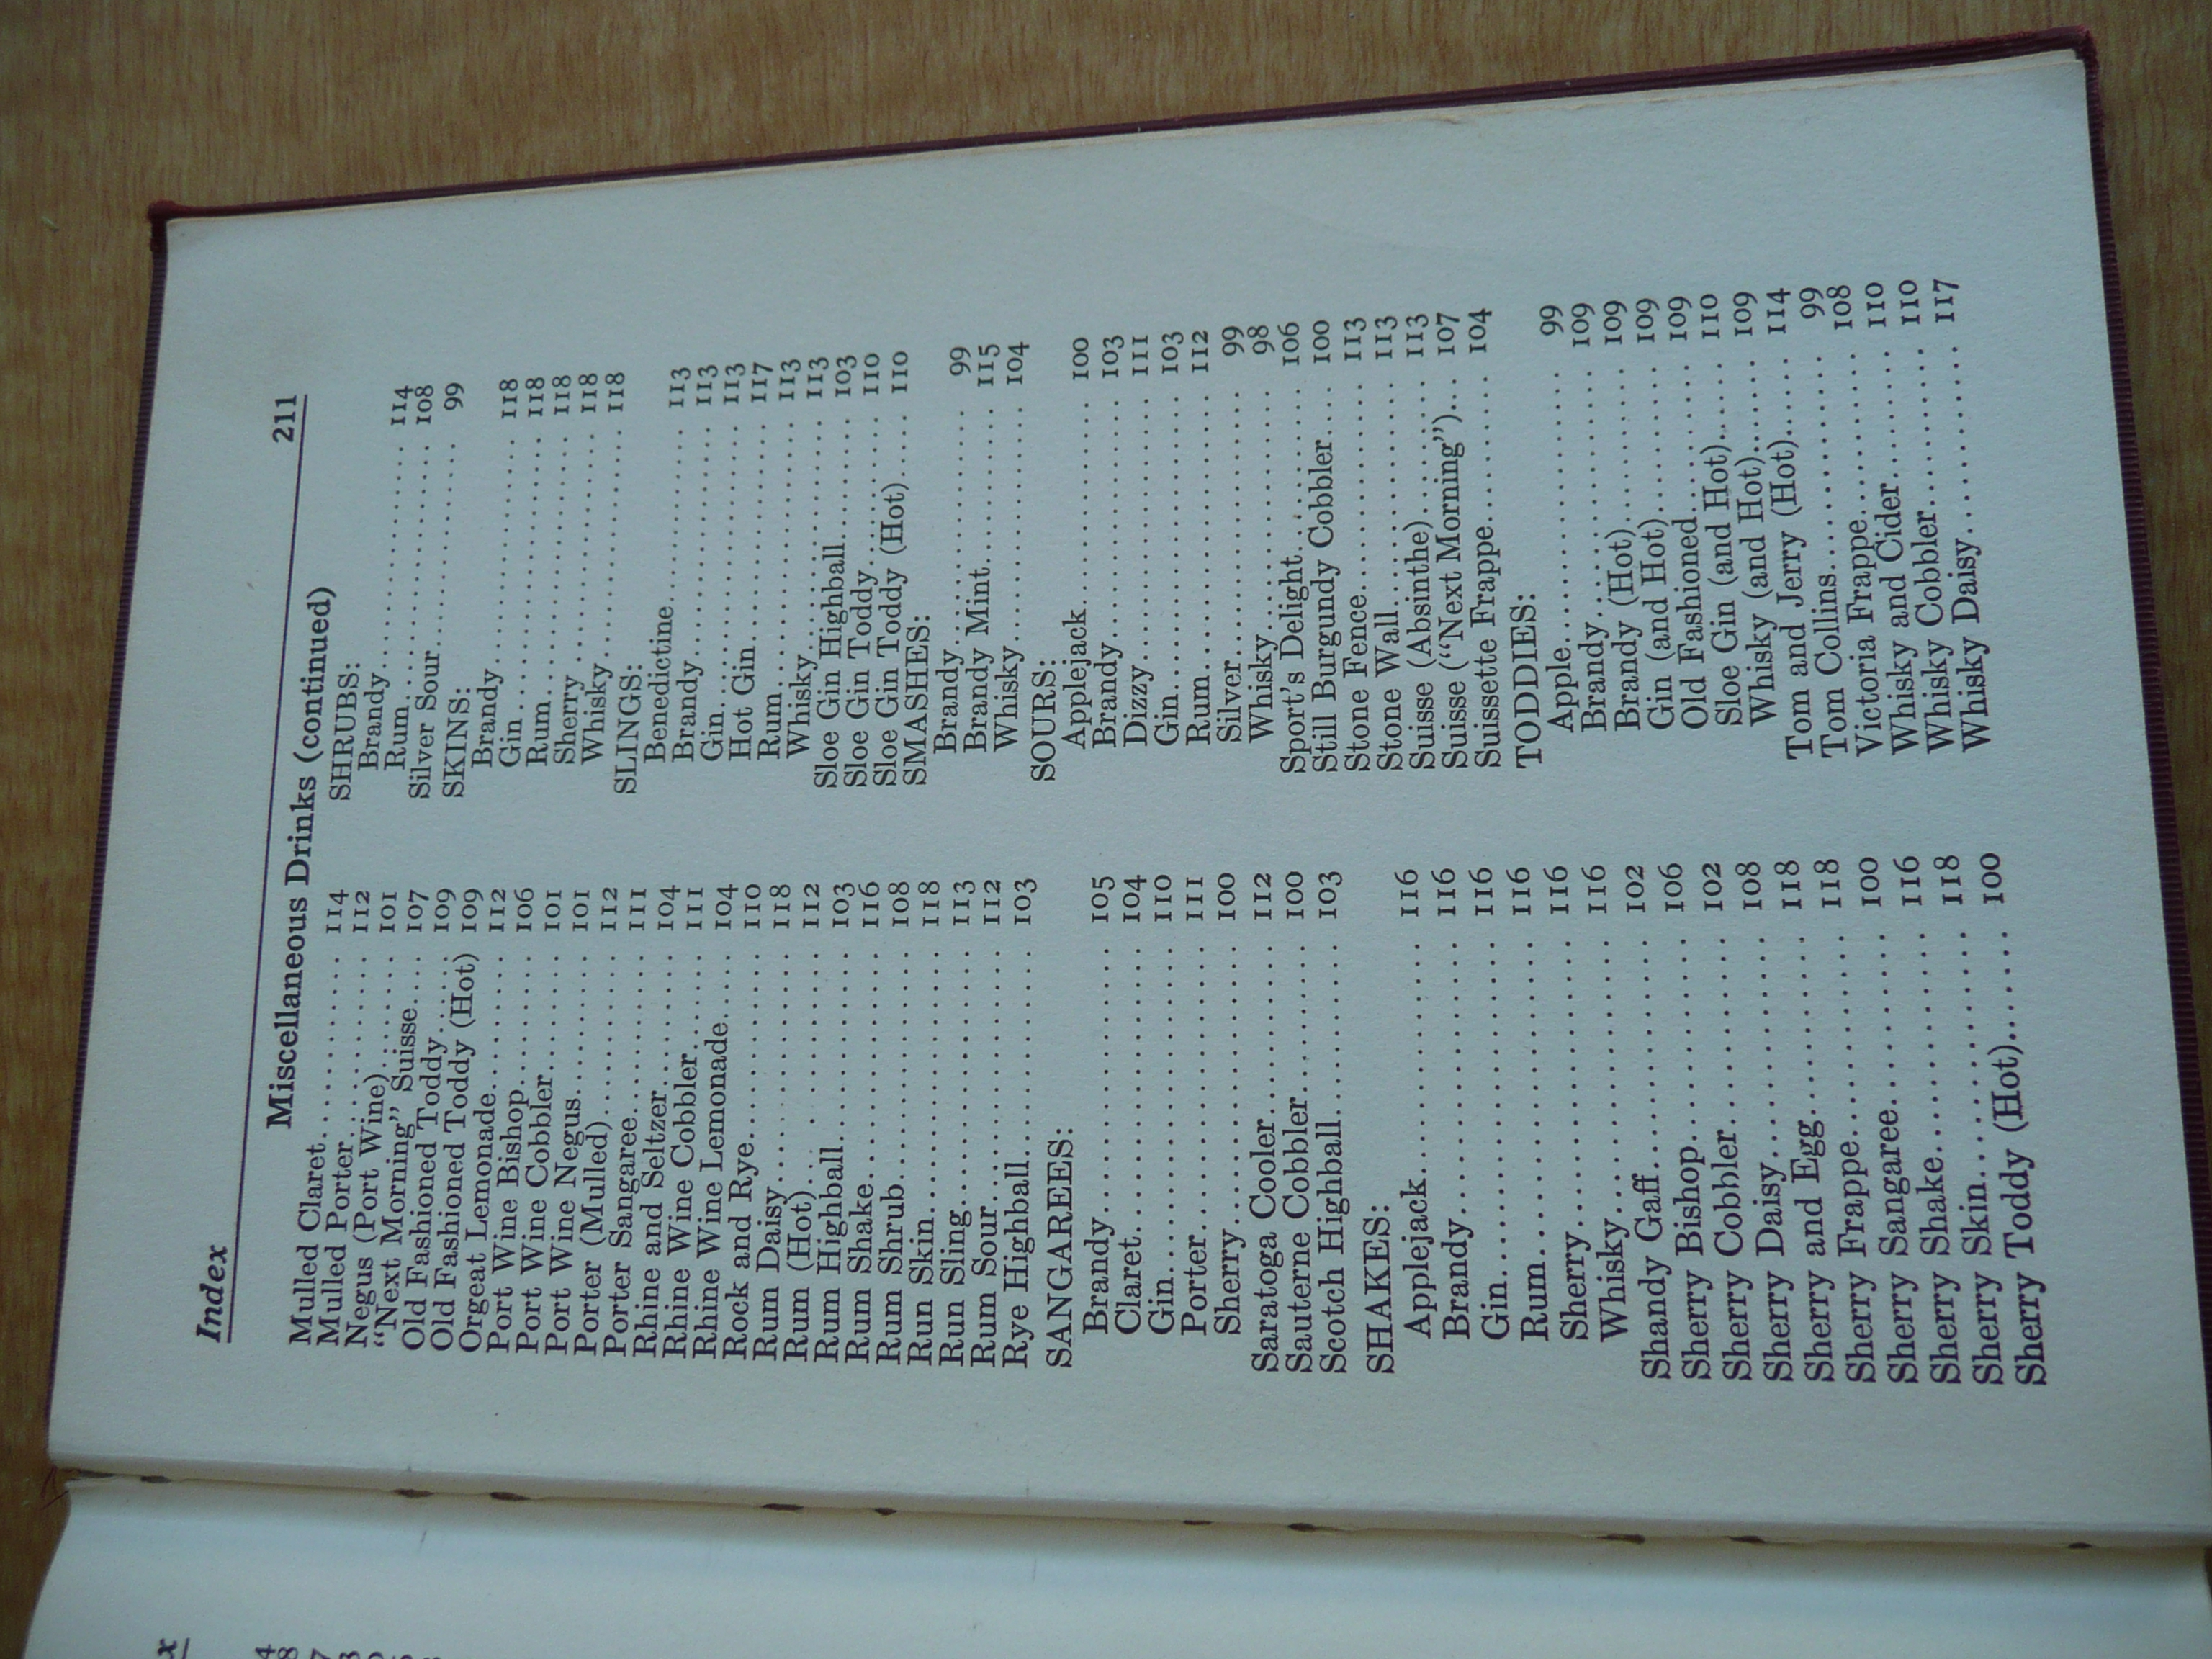 Index 211
Miscellaneous Drinks (continued)
Mulled Claret.......... 114
Mulled Porter.......... 112
Negus (Port Wine)........ 101
“Next Morning” Suisse.... 107
Old Fashioned Toddy...... 109
Old Fashioned Toddy (Hot) 109
Orgeat Lemonade.......... 112
Port Wine Bishop......... 106
Port Wine Cobbler........ 101
Port Wine Negus.......... 101
Porter (Mulled).......... 112
Porter Sangaree.......... 111
Rhine and Seltzer........ 104
Rhine Wine Cobbler....... 111
Rhine Wine Lemonade...... 104
Rock and Rye............. 110
Rum Daisy................ 118
Rum (Hot)................ 112
Rum Highball............. 103
Rum Shake................ 116
Rum Shrub................ 108
Run Skin................. 118
Run Sling................ 113
Rum Sour................. 112
Rye Highball............. 103
SANGAREES:
Brandy................. 105
Claret................. 104
Gin.................... 110
Porter................. 111
Sherry................. 100
Saratoga Cooler.......... 112
Sauterne Cobbler......... 100
Scotch Highball.......... 103
SHAKES:
Applejack.............. 116
Brandy................. 116
Gin.................... 116
Rum.................... 116
Sherry................. 116
Whisky................. 116
Shandy Gaff.............. 102
Sherry Bishop............ 106
Sherry Cobbler........... 102
Sherry Daisy............. 108
Sherry and Egg........... 118
Sherry Frappe............ 118
Sherry Sangaree.......... 100
Sherry Shake............. 116
Sherry Skin.............. 118
Sherry Toddy (Hot)....... 100
SHRUBS:
Brandy................. 114
Rum.................... 108
Silver Sour.............. 99
SKINS:
Brandy................. 118
Gin.................... 118
Rum.................... 118
Sherry................. 118
Whisky................. 118
SLINGS:
Benedictine............ 113
Brandy................. 113
Gin.................... 113
Hot Gin................ 117
Rum.................... 113
Whisky................. 113
Sloe Gin Highball........ 103
Sloe Gin Toddy........... 110
Sloe Gin Toddy (Hot)..... 110
SMASHES:
Brandy................. 99
Brandy Mint............ 115
Whisky................. 104
SOURS:
Applejack.............. 100
Brandy................. 103
Dizzy.................. 111
Gin.................... 103
Rum.................... 112
Silver................. 99
Whisky................. 98
Sport's Delight.......... 106
Still Burgundy Cobbler.... 100
Stone Fence.............. 113
Stone Wall............... 113
Suisse (Absinthe)........ 113
Suisse (“Next Morning”)... 107
Suissette Frappe......... 104
TODDIES:
Apple.................. 99
Brandy................. 109
Brandy (Hot)........... 109
Gin (and Hot).......... 109
Old Fashioned.......... 109
Sloe Gin (and Hot)..... 110
Whisky (and Hot)....... 109
Tom and Jerry (Hot)...... 114
Tom Collins.............. 99
Victoria Frappe.......... 108
Whisky and Cider......... 110
Whisky Cobbler........... 110
Whisky Daisy............. 117